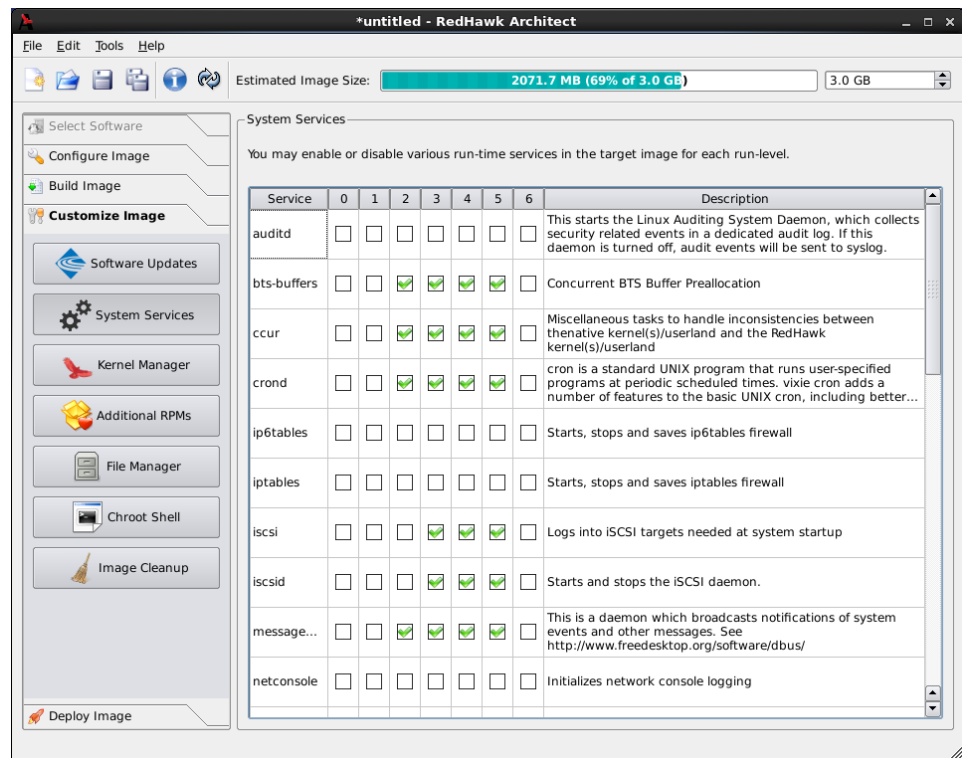 *untitled - RedHawk Architect
File Edit Tools Help
Estimated Image Size: 2071.7 MB (69% of 3.0 GB) 3.0 GB
Select Software
Configure Image
Build Image
Customize Image
Software Updates
System Services
Kernel Manager
Additional RPMs
File Manager
Chroot Shell
Image Cleanup
Deploy Image
System Services
You may enable or disable various run-time services in the target image for each run-level.
Service 0 1 2 3 4 5 6 Description
auditd
This starts the Linux Auditing System Daemon, which collects
security related events in a dedicated audit log. If this
daemon is turned off, audit events will be sent to syslog.
bts-buffers Concurrent BTS Buffer Preallocation
ccur
Miscellaneous tasks to handle inconsistencies between
thenative kernel(s)/userland and the RedHawk
kernel(s)/userland
crond
cron is a standard UNIX program that runs user-specified
programs at periodic scheduled times. vixie cron adds a
number of features to the basic UNIX cron, including better...
ip6tables Starts, stops and saves ip6tables firewall
iptables Starts, stops and saves iptables firewall
iscsi Logs into iSCSI targets needed at system startup
iscsid Starts and stops the iSCSI daemon.
message...
This is a daemon which broadcasts notifications of system
events and other messages. See
http://www.freedesktop.org/software/dbus/
netconsole Initializes network console logging